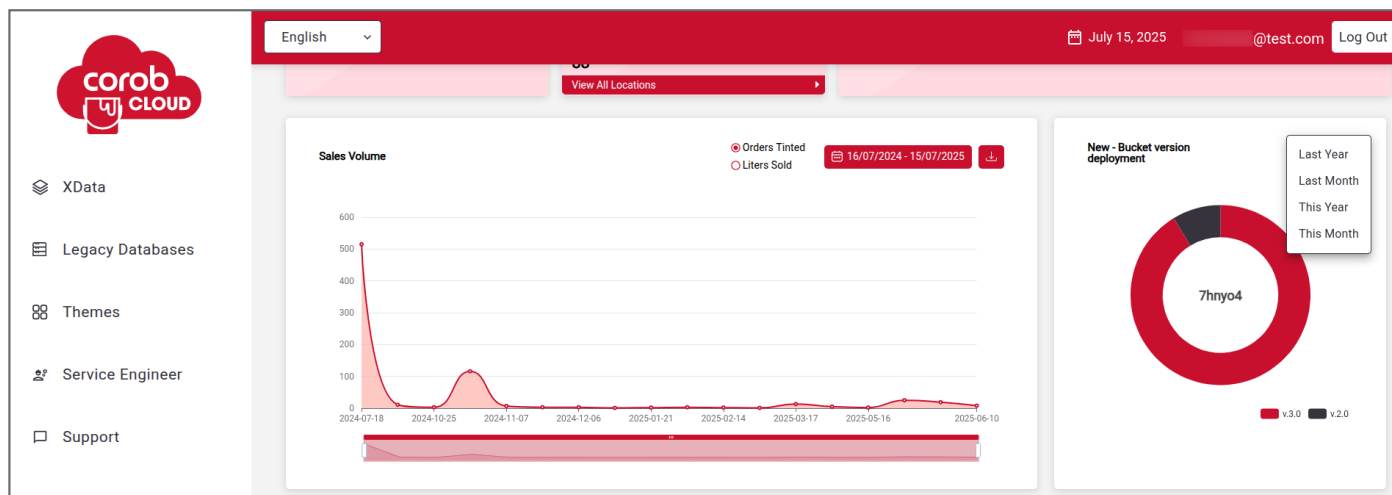 corob
CLOUD
XData
Legacy Databases
Themes
Service Engineer
Support
English
July 15, 2025
@test.com
Log Out
View All Locations
Sales Volume
Orders Tinted
Liters Sold
16/07/2024 - 15/07/2025
600
500
400
300
200
100
0
2024-07-18 2024-10-25 2024-11-07 2024-12-06 2025-01-21 2025-02-14 2025-03-17 2025-05-16 2025-06-10
New - Bucket version
deployment
Last Year
Last Month
This Year
This Month
7hnyo4
v.3.0 v.2.0